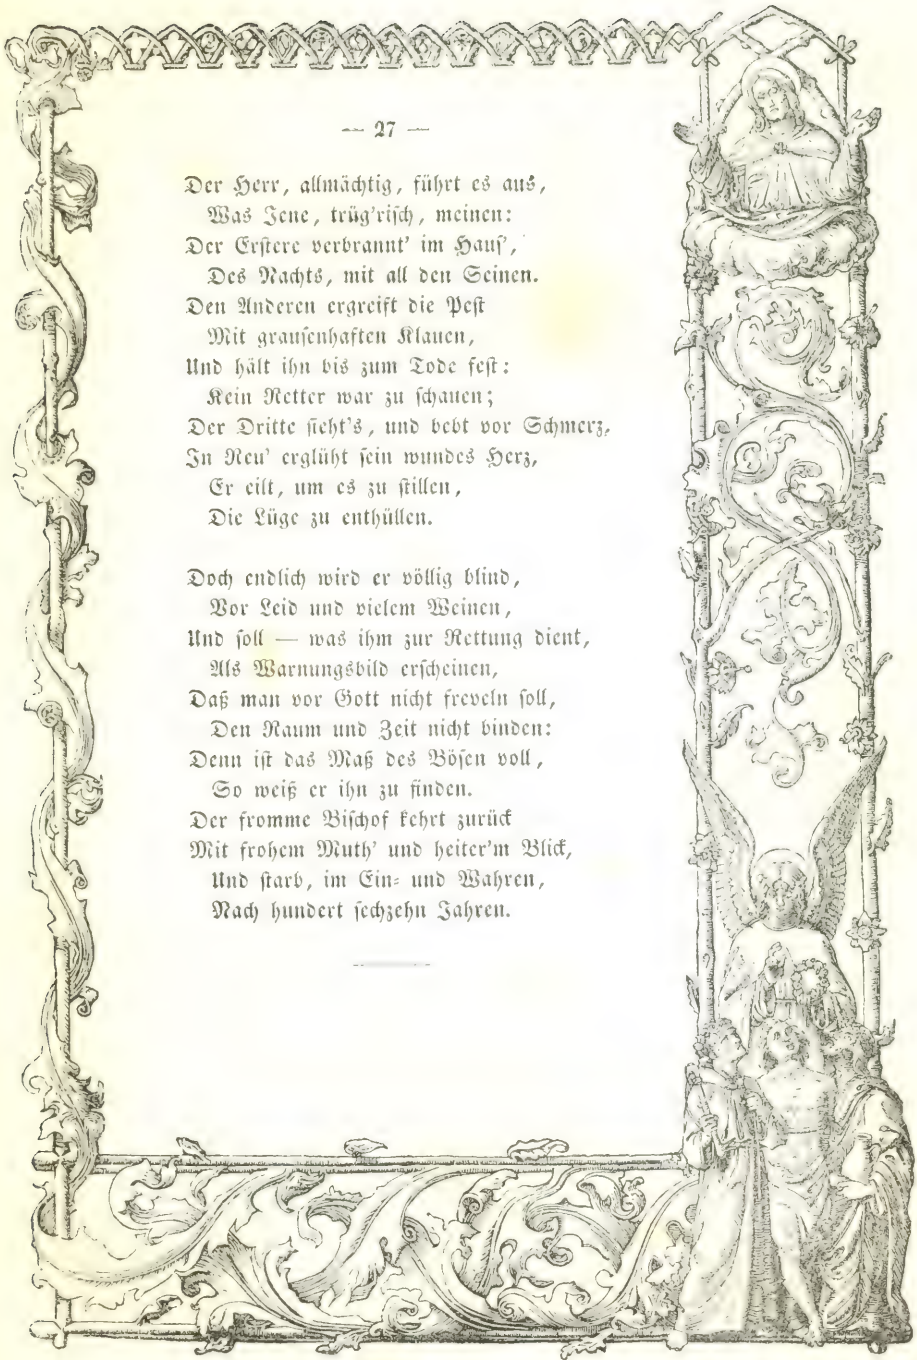 — 27 —
Der Herr, allmächtig, führt es aus,
Was Jene, trüg'risch, meinen:
Der Erstere verbrannt' im Haus',
Des Nachts, mit all den Seinen.
Den Anderen ergreift die Pest
Mit grausenhaften Klauen,
Und hält ihn bis zum Tode fest:
Kein Retter war zu schauen;
Der Dritte sieht's, und bebt vor Schmerz,
In Reu' erglüht sein wundes Herz,
Er eilt, um es zu stillen,
Die Lüge zu enthüllen.
Doch endlich wird er völlig blind,
Vor Leid und vielem Weinen,
Und soll — was ihm zur Rettung dient,
Als Warnungsbild erscheinen,
Daß man vor Gott nicht freveln soll,
Den Raum und Zeit nicht binden:
Denn ist das Maß des Bösen voll,
So weiß er ihn zu finden.
Der fromme Bischof kehrt zurück
Mit frohem Muth' und heiter'm Blick,
Und starb, im Ein- und Wahren,
Nach hundert sechzehn Jahren.